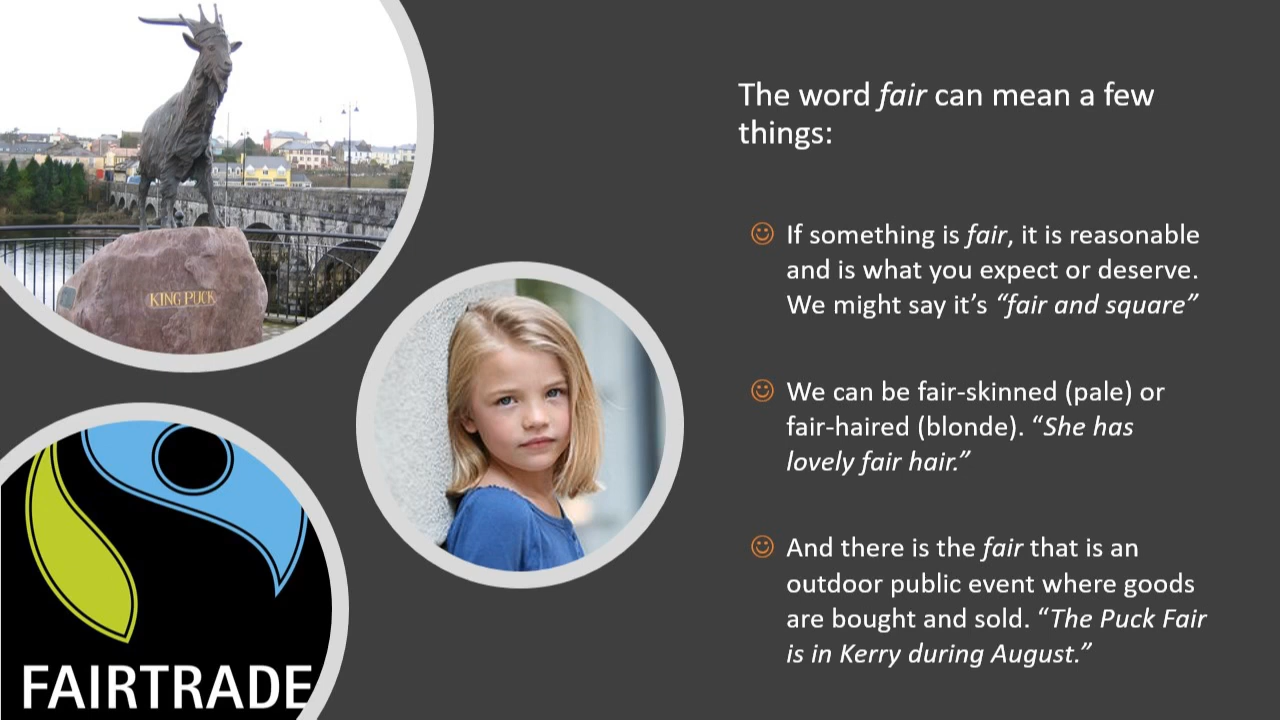 KING PUCK
FAIRTRADE
The word fair can mean a few
things:
If something is fair, it is reasonable
and is what you expect or deserve.
We might say it’s “fair and square”
We can be fair-skinned (pale) or
fair-haired (blonde). “She has
lovely fair hair.”
And there is the fair that is an
outdoor public event where goods
are bought and sold. “The Puck Fair
is in Kerry during August.”